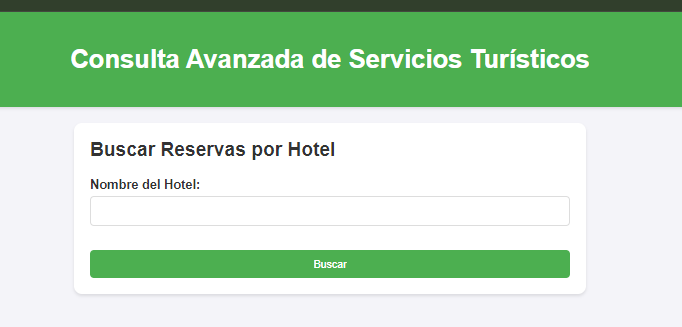 Consulta Avanzada de Servicios Turísticos
Buscar Reservas por Hotel
Nombre del Hotel:
Buscar